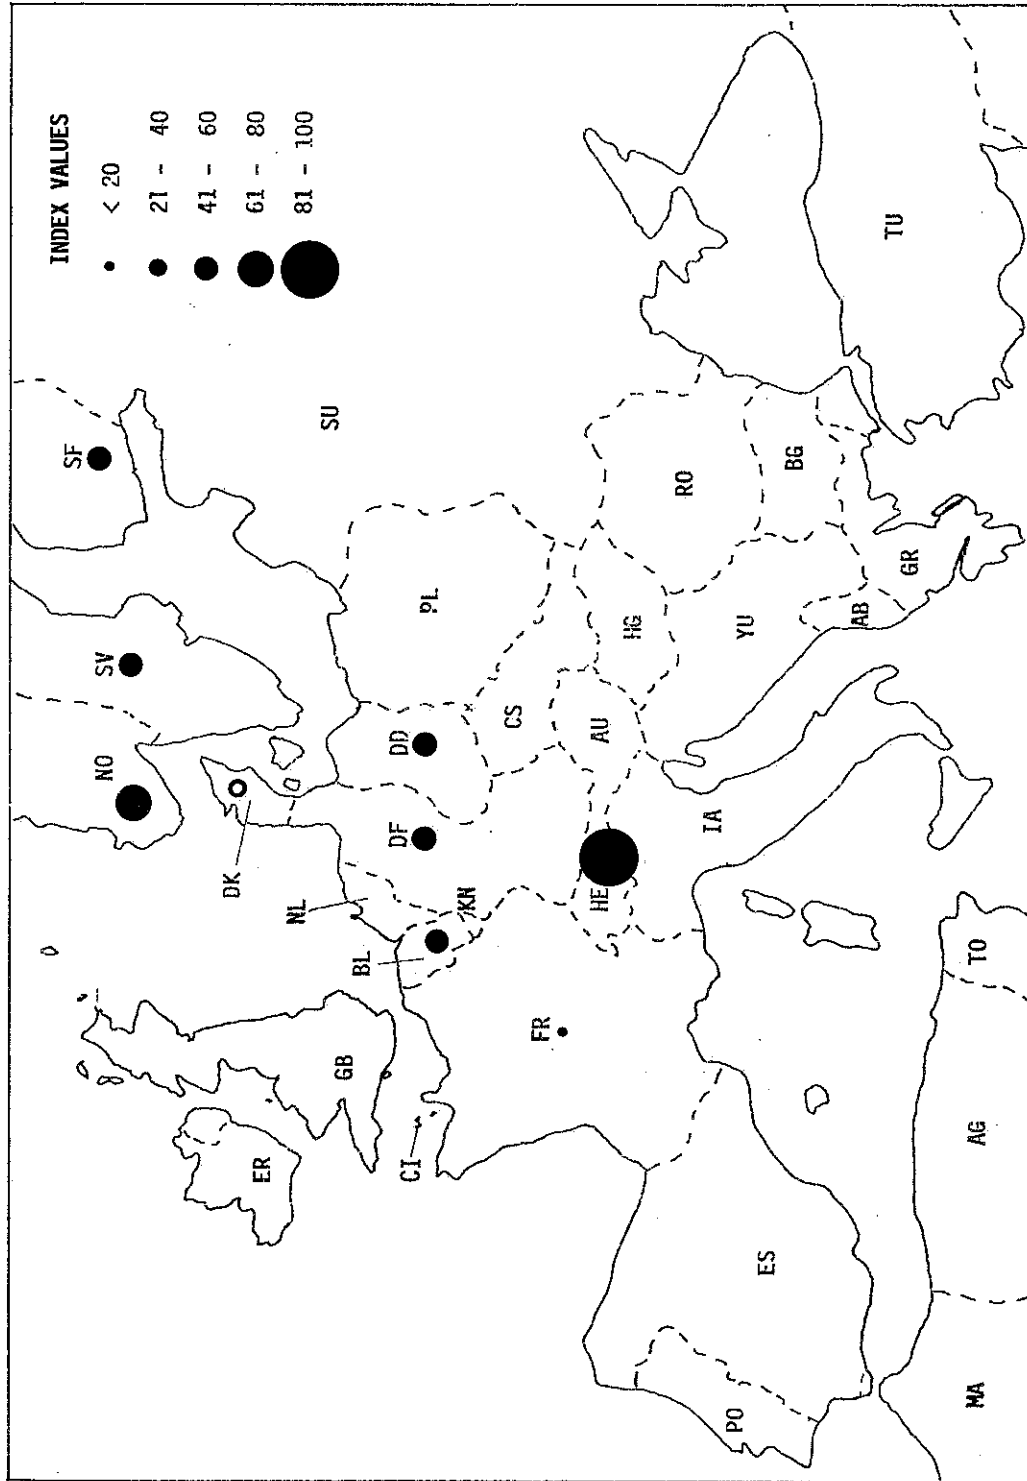 INDEX VALUES
< 20
21 - 40
41 - 60
61 - 80
81 - 100
NO
SV
SF
DK
SU
ER
GB
NL
BL
DF
DD
PL
KN
CI
CS
FR
HE
AU
HG
RO
IA
YU
BG
PO
ES
AB
GR
TU
MA
AG
TO